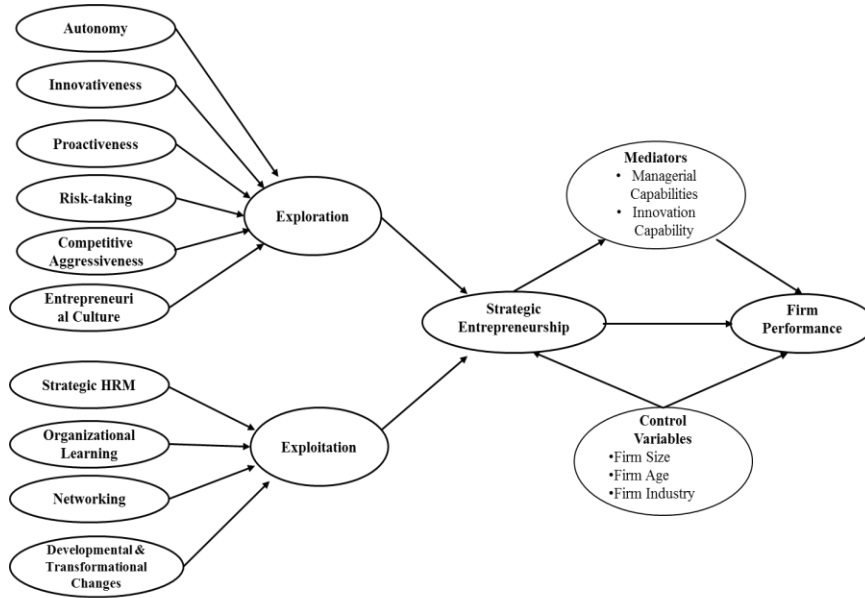 Autonomy
Innovativeness
Proactiveness
Risk-taking
Competitive
Aggressiveness
Entrepreneuri
al Culture
Exploration
Strategic HRM
Organizational
Learning
Networking
Developmental &
Transformational
Changes
Exploitation
Strategic
Entrepreneurship
Mediators
• Managerial
Capabilities
• Innovation
Capability
Firm
Performance
Control
Variables
•Firm Size
•Firm Age
•Firm Industry